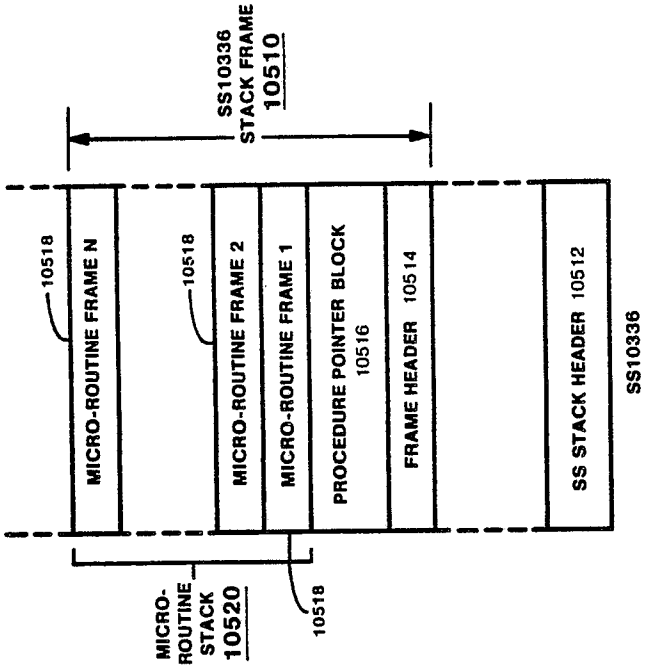 SS10336
STACK FRAME
10510
10518
MICRO-ROUTINE FRAME N
10518
MICRO-ROUTINE FRAME 2
MICRO-ROUTINE FRAME 1
PROCEDURE POINTER BLOCK
10516
FRAME HEADER 10514
SS STACK HEADER 10512
SS10336
MICRO-
ROUTINE
STACK
10520
10518